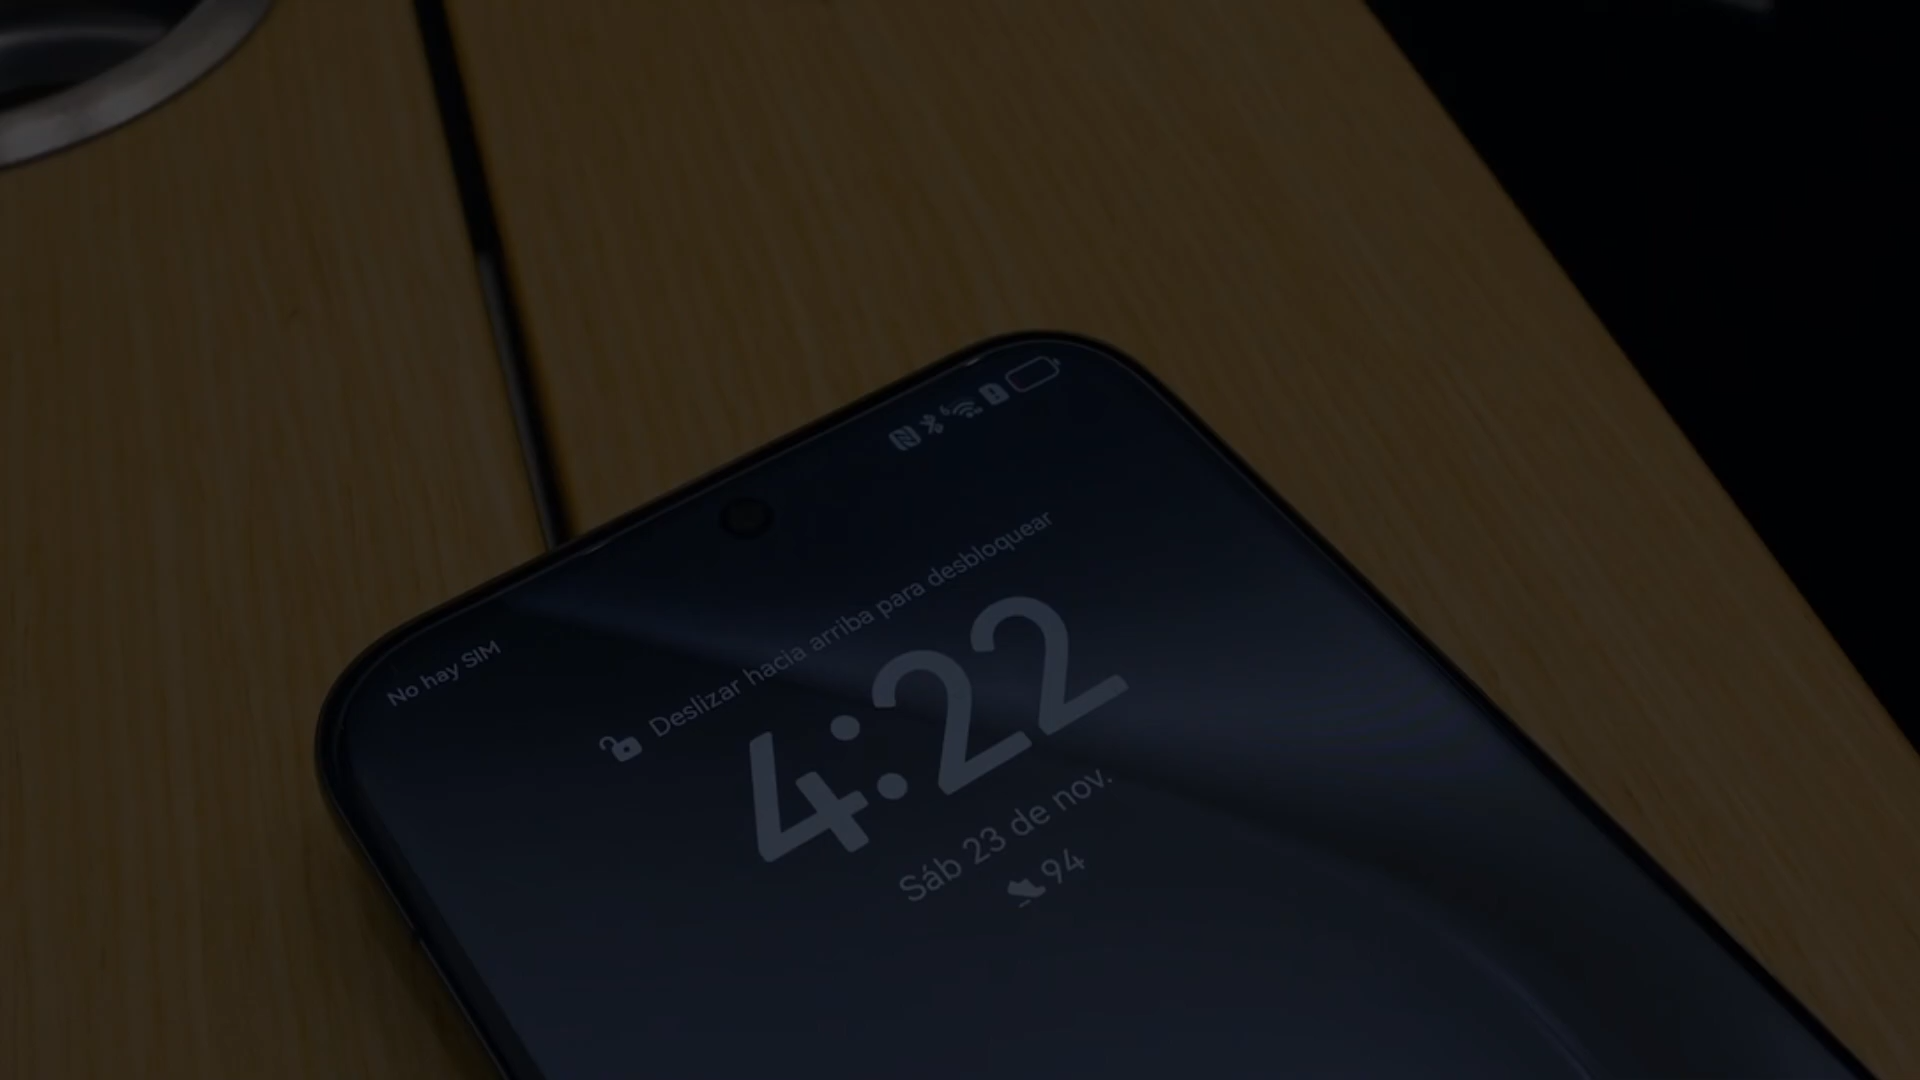 No hay SIM
Deslizar hacia arriba para desbloquear
4:22
Sáb 23 de nov.
94